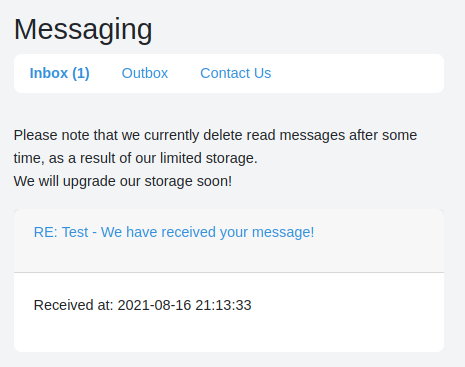 Messaging
Inbox (1) Outbox Contact Us
Please note that we currently delete read messages after some
time, as a result of our limited storage.
We will upgrade our storage soon!
RE: Test - We have received your message!
Received at: 2021-08-16 21:13:33